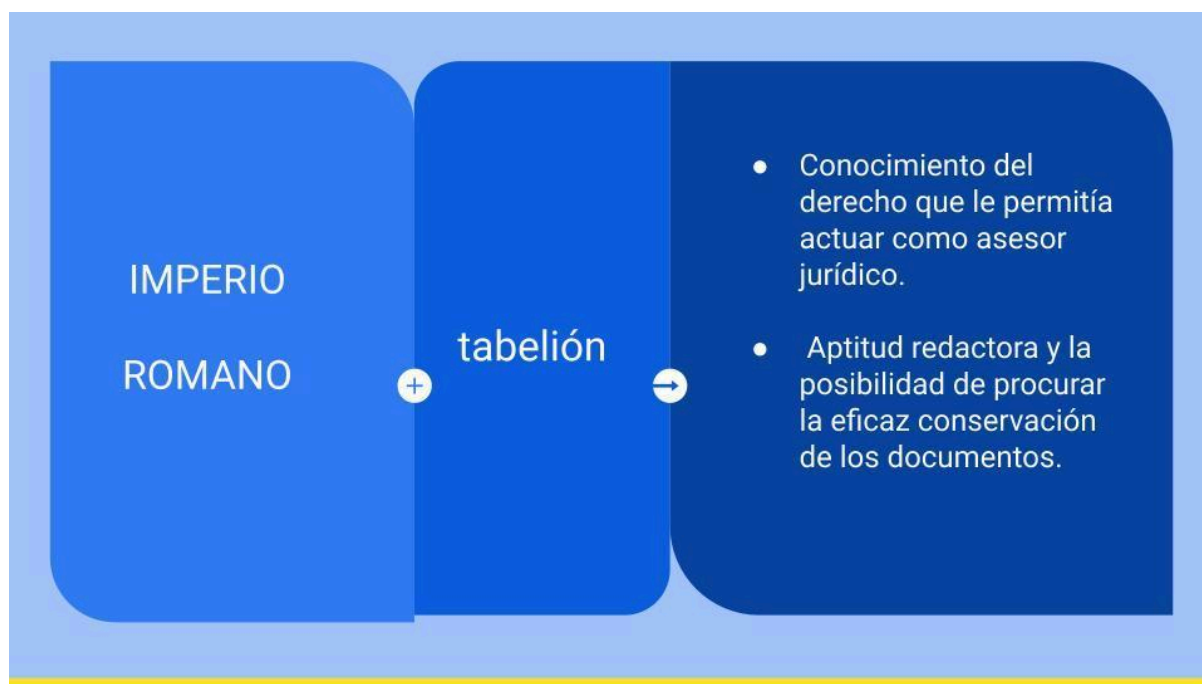 IMPERIO
ROMANO
tabelión
● Conocimiento del
derecho que le permitía
actuar como asesor
jurídico.
● Aptitud redactora y la
posibilidad de procurar
la eficaz conservación
de los documentos.